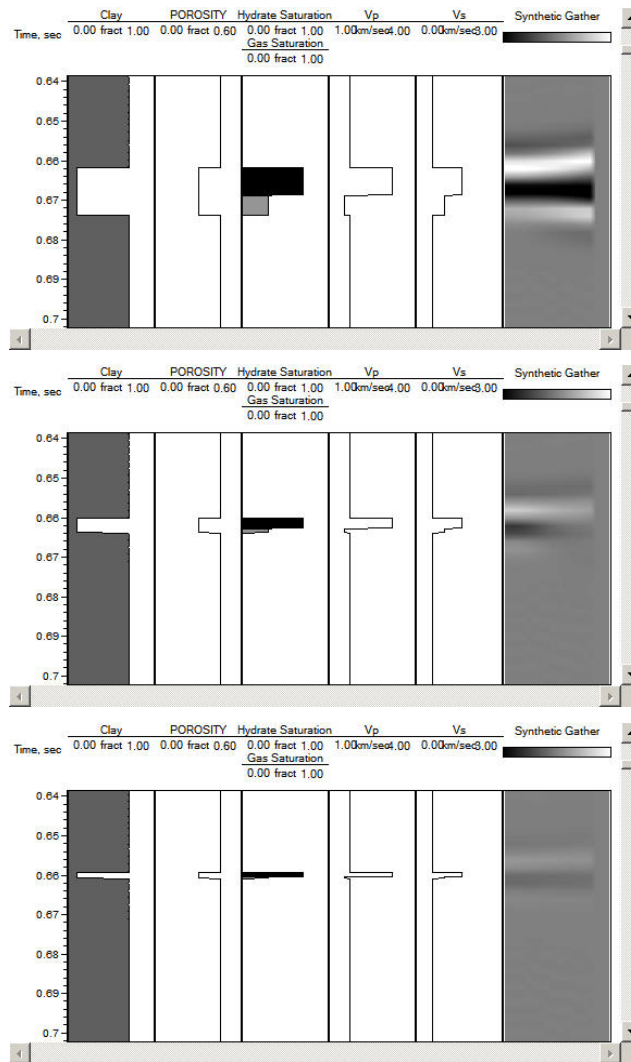 Clay POROSITY Hydrate Saturation Vp Vs Synthetic Gather
Time, sec 0.00 fract 1.00 0.00 fract 0.60 0.00 fract 1.00 1.00km/sec4.00 0.00km/sec3.00
Gas Saturation
0.00 fract 1.00
0.64
0.65
0.66
0.67
0.68
0.69
0.7
Clay POROSITY Hydrate Saturation Vp Vs Synthetic Gather
Time, sec 0.00 fract 1.00 0.00 fract 0.60 0.00 fract 1.00 1.00km/sec4.00 0.00km/sec3.00
Gas Saturation
0.00 fract 1.00
0.64
0.65
0.66
0.67
0.68
0.69
0.7
Clay POROSITY Hydrate Saturation Vp Vs Synthetic Gather
Time, sec 0.00 fract 1.00 0.00 fract 0.60 0.00 fract 1.00 1.00km/sec4.00 0.00km/sec3.00
Gas Saturation
0.00 fract 1.00
0.64
0.65
0.66
0.67
0.68
0.69
0.7